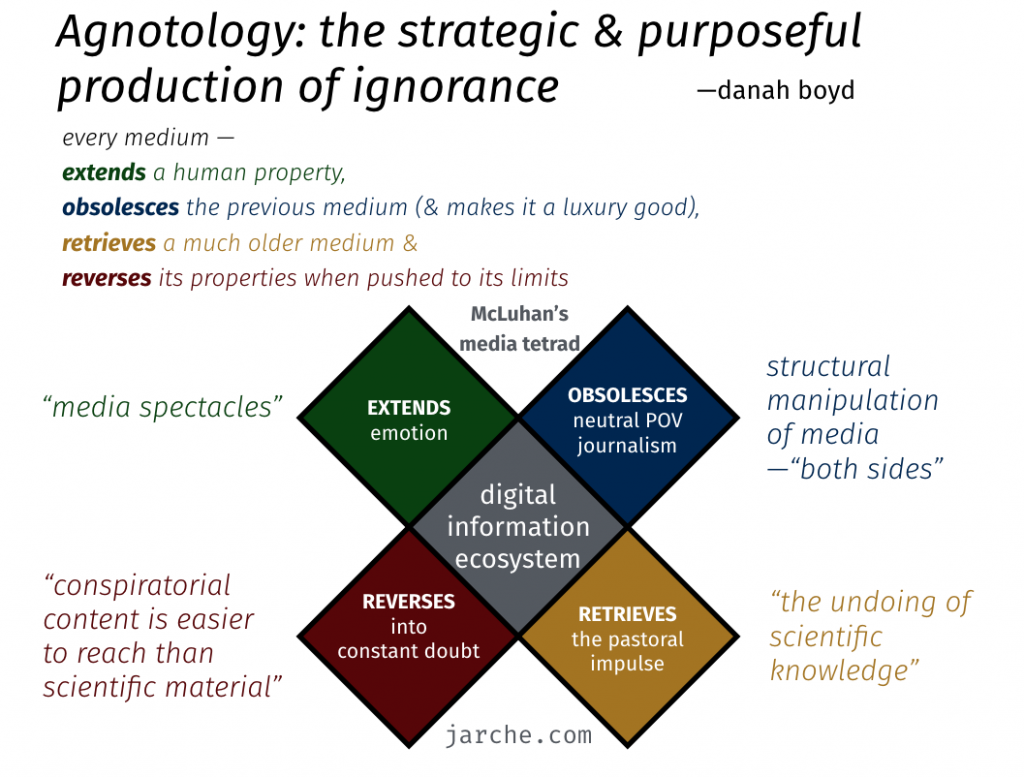 Agnotology: the strategic & purposeful
production of ignorance
—danah boyd
every medium —
extends a human property,
obsolesces the previous medium (& makes it a luxury good),
retrieves a much older medium &
reverses its properties when pushed to its limits
McLuhan's
media tetrad
“media spectacles”
EXTENDS
emotion
OBSOLESCES
neutral POV
journalism
structural
manipulation
of media
—“both sides”
digital
information
ecosystem
“conspiratorial
content is easier
to reach than
scientific material”
REVERSES
into
constant doubt
RETRIEVES
the pastoral
impulse
“the undoing of
scientific
knowledge”
jarche.com